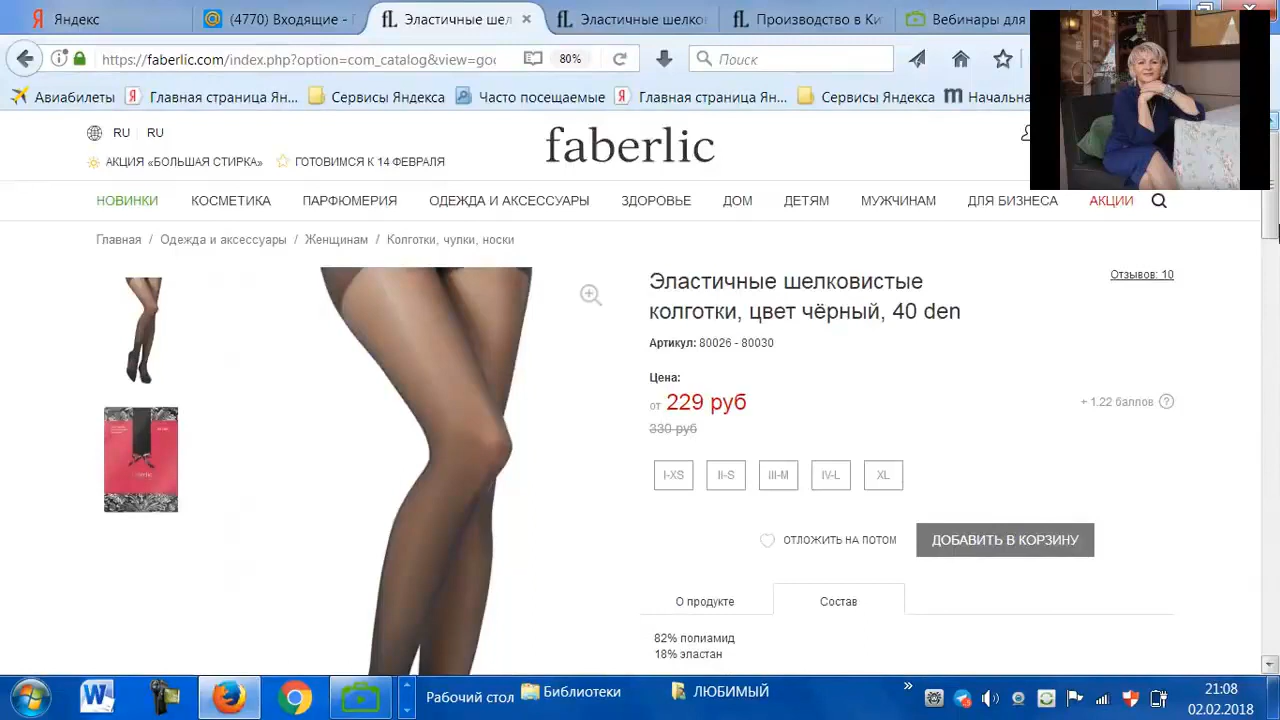 Яндекс
(4770) Входящие - 
Эластичные шел
Эластичные шелков
Производство в Ки
Вебинары для
https://faberlic.com/index.php?option=com_catalog&view=goo
80%
Поиск
Авиабилеты
Главная страница Ян...
Сервисы Яндекса
Часто посещаемые
Главная страница Ян...
Сервисы Яндекса
Начальна
RU RU
faberlic
АКЦИЯ «БОЛЬШАЯ СТИРКА» ГОТОВИМСЯ К 14 ФЕВРАЛЯ
НОВИНКИ КОСМЕТИКА ПАРФЮМЕРИЯ ОДЕЖДА И АКСЕССУАРЫ ЗДОРОВЬЕ ДОМ ДЕТЯМ МУЖЧИНАМ ДЛЯ БИЗНЕСА АКЦИИ
Главная / Одежда и аксессуары / Женщинам / Колготки, чулки, носки
Эластичные шелковистые
колготки, цвет чёрный, 40 den
Отзывов: 10
Артикул: 80026 - 80030
Цена:
от 229 руб
+ 1.22 баллов ?
330 руб
I-XS II-S III-M IV-L XL
ОТЛОЖИТЬ НА ПОТОМ
ДОБАВИТЬ В КОРЗИНУ
О продукте Состав
82% полиамид
18% эластан
faberlic
Рабочий стол
Библиотеки
ЛЮБИМЫЙ
21:08
02.02.2018